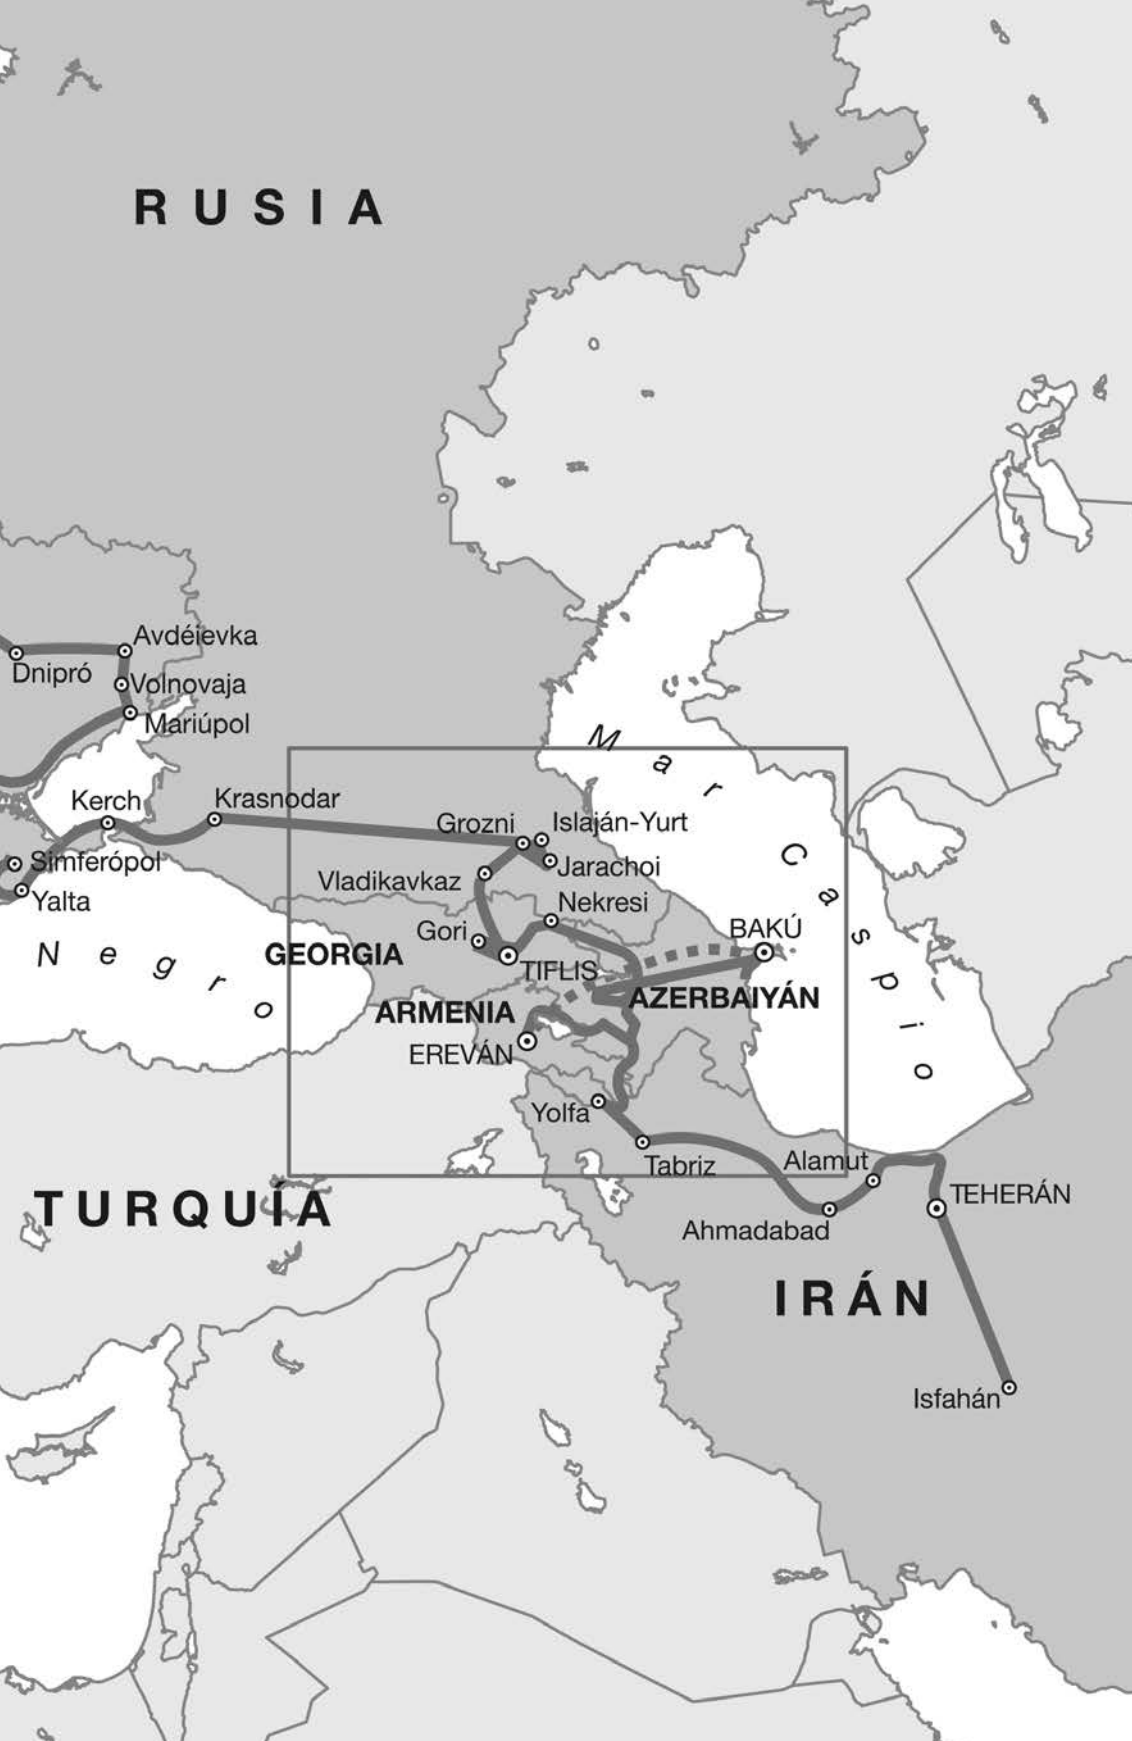 RUSIA
Avdéievka
Dnipró
Volnovaja
Mariúpol
Mar Caspio
Kerch
Krasnodar
Grozni
Islaján-Yurt
Simferópol
Jarachoi
Vladikavkaz
Yalta
Nekresi
Gori
BAKÚ
Negro
GEORGIA
TIFLIS
ARMENIA
AZERBAIYÁN
EREVÁN
Yolfa
Tabriz
Alamut
TURQUÍA
TEHERÁN
Ahmadabad
IRÁN
Isfahán